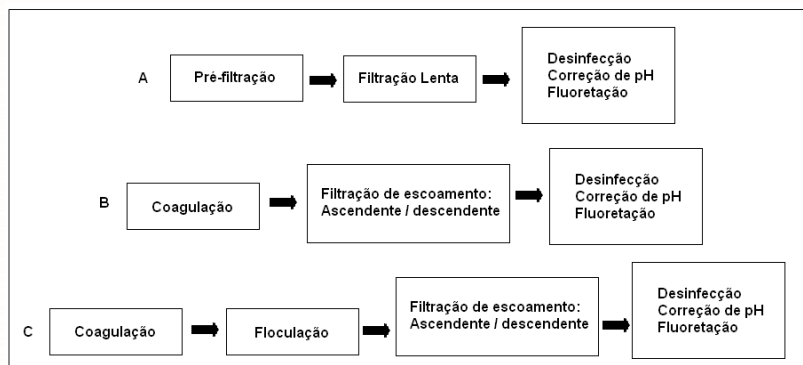 A
Pré-filtração
Filtração Lenta
Desinfecção
Correção de pH
Fluoretação
B
Coagulação
Filtração de escoamento:
Ascendente / descendente
Desinfecção
Correção de pH
Fluoretação
C
Coagulação
Floculação
Filtração de escoamento:
Ascendente / descendente
Desinfecção
Correção de pH
Fluoretação